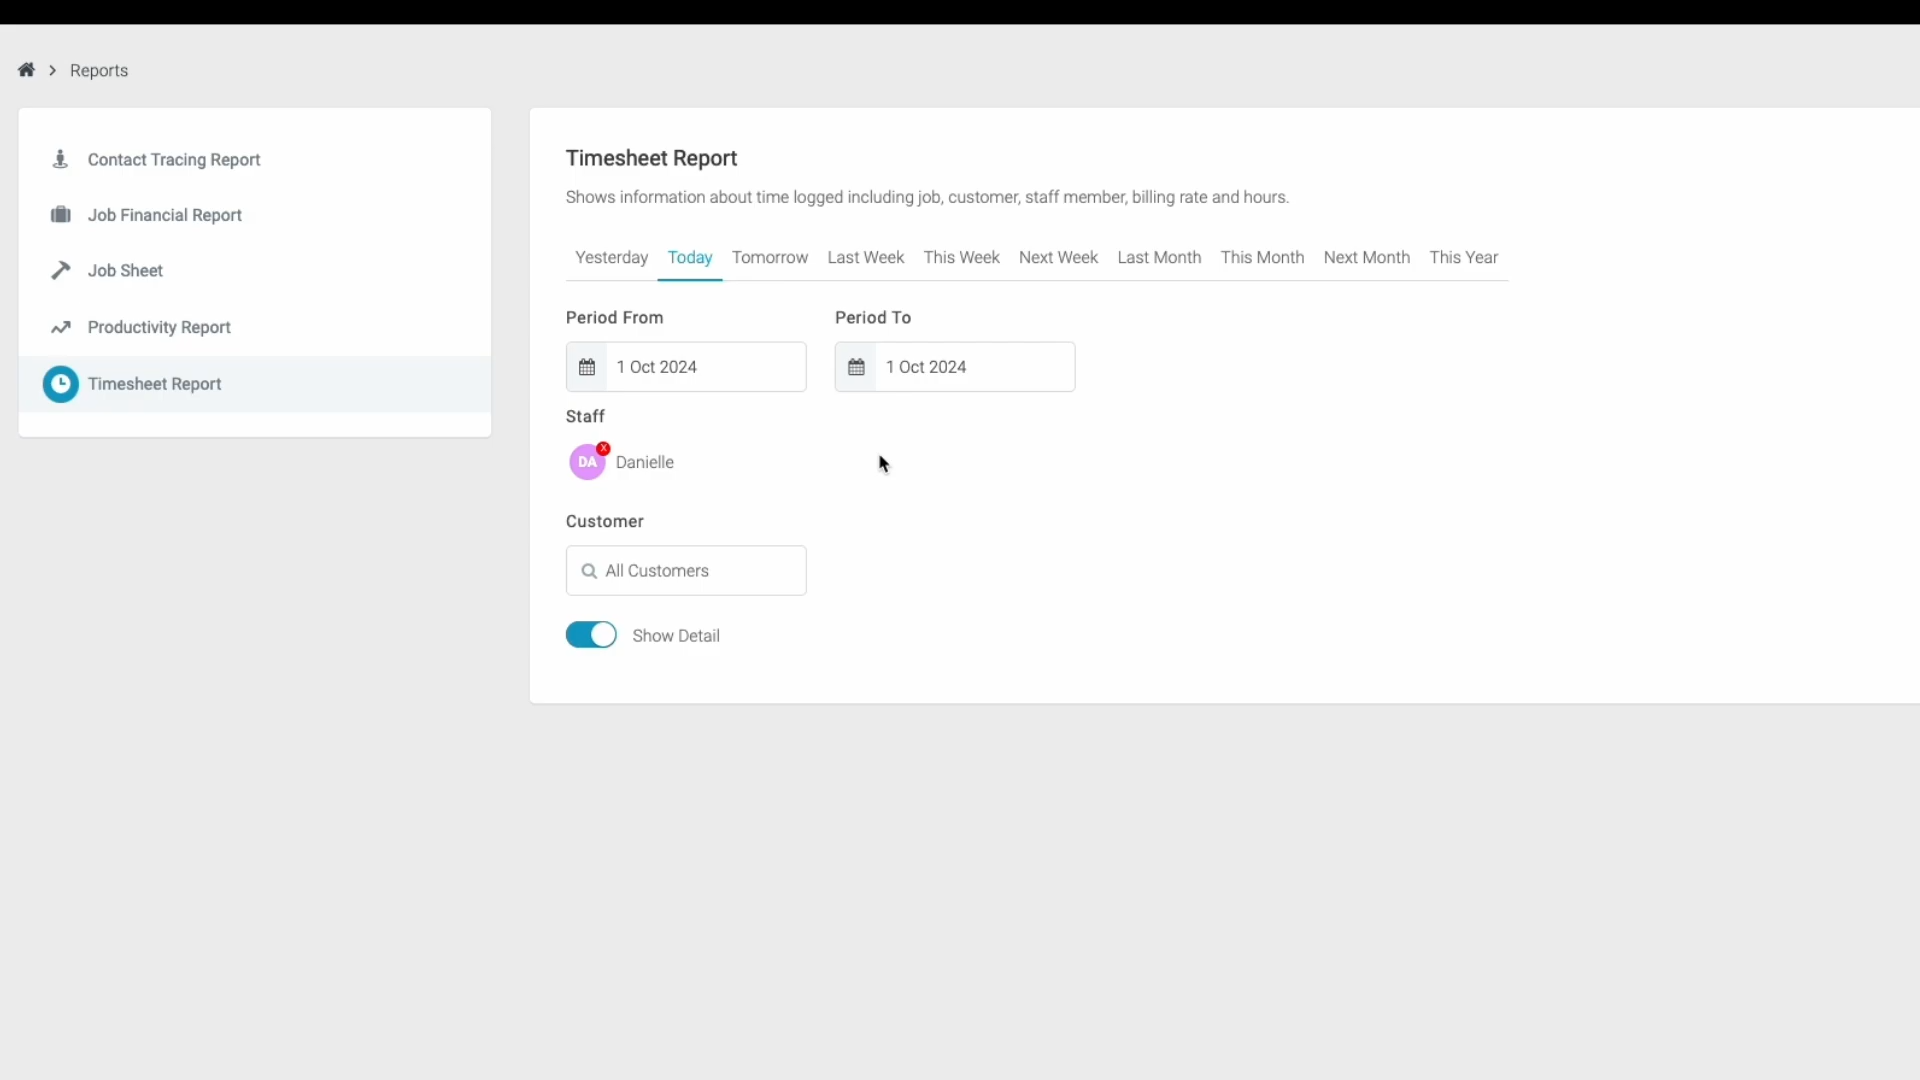 Reports
Contact Tracing Report
Job Financial Report
Job Sheet
Productivity Report
Timesheet Report
Timesheet Report
Shows information about time logged including job, customer, staff member, billing rate and hours.
Yesterday Today Tomorrow Last Week This Week Next Week Last Month This Month Next Month This Year
Period From Period To
1 Oct 2024 1 Oct 2024
Staff
X
DA Danielle
Customer
All Customers
Show Detail